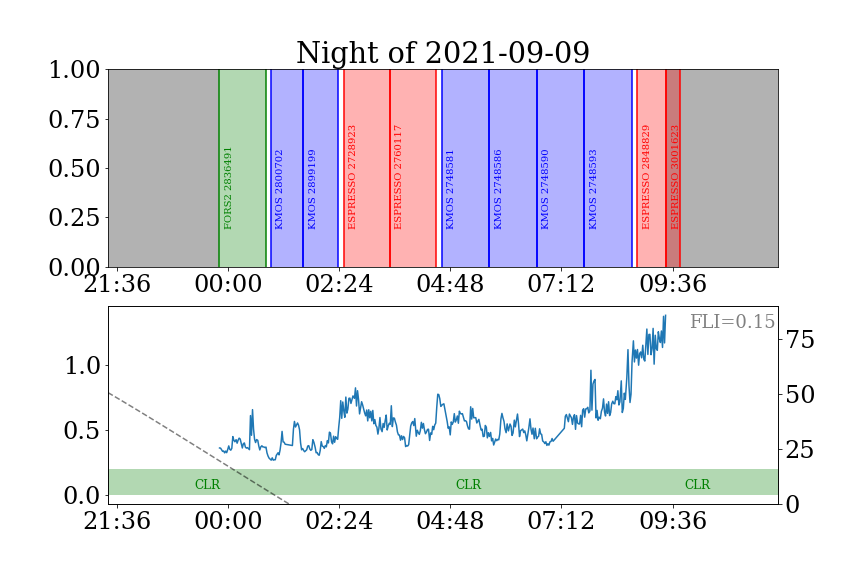 Night of 2021-09-09
1.00
0.75
0.50
0.25
0.00
FORS2 2836491
KMOS 2800702
KMOS 2899199
ESPRESSO 2728923
ESPRESSO 2760117
KMOS 2748581
KMOS 2748586
KMOS 2748590
KMOS 2748593
ESPRESSO 2848829
ESPRESSO 3001623
21:36 00:00 02:24 04:48 07:12 09:36
FLI=0.15
1.0
0.5
0.0
75
50
25
0
CLR CLR CLR
21:36 00:00 02:24 04:48 07:12 09:36